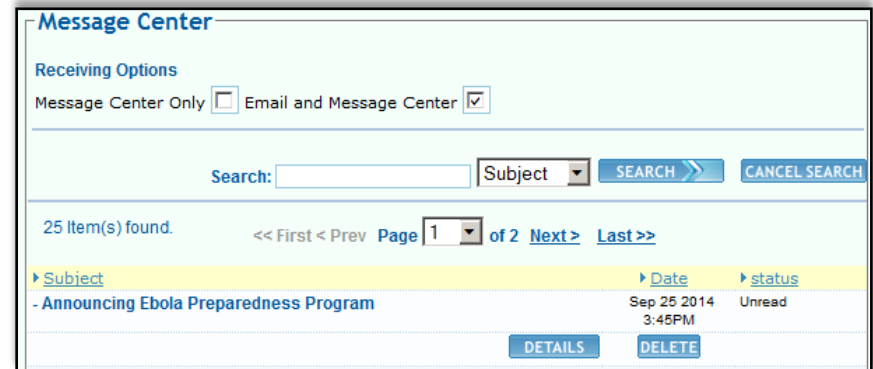 Message Center
Receiving Options
Message Center Only Email and Message Center
Search: Subject SEARCH CANCEL SEARCH
25 Item(s) found. << First < Prev Page 1 of 2 Next > Last >>
Subject Date status
- Announcing Ebola Preparedness Program Sep 25 2014 Unread
3:45PM
DETAILS DELETE